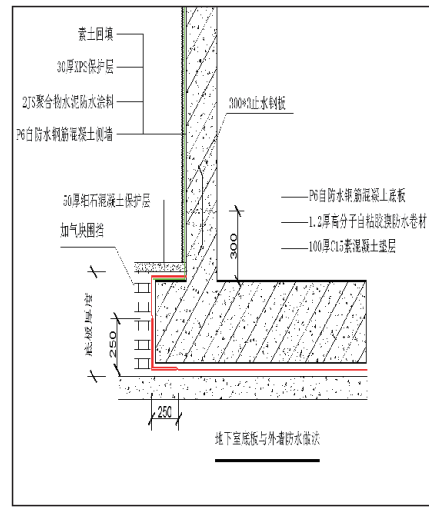 素土回填
30厚XPS保护层
2JS聚合物水泥防水涂料
P6自防水钢筋混凝土侧墙
300*3止水钢板
50厚细石混凝土保护层
加气块围挡
P6自防水钢筋混凝土底板
1.2厚高分子自粘胶膜防水卷材
100厚C15素混凝土垫层
300
底板厚度
250
250
地下室底板与外墙防水做法